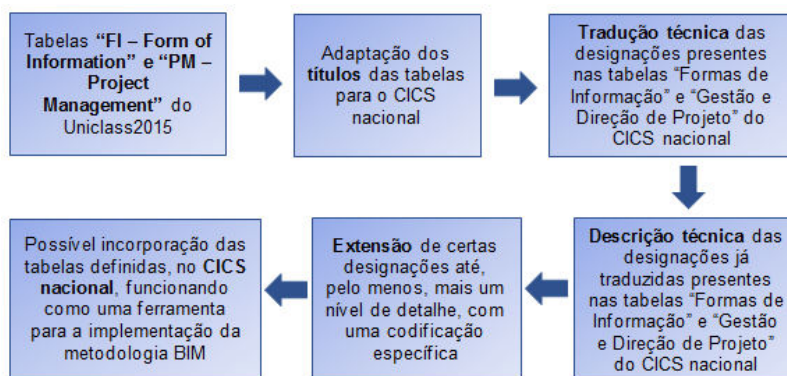 Tabelas “FI – Form of
Information” e “PM –
Project
Management” do
Uniclass2015
Adaptação dos
títulos das tabelas
para o CICS
nacional
Tradução técnica das
designações presentes
nas tabelas “Formas de
Informação” e “Gestão e
Direção de Projeto” do
CICS nacional
Descrição técnica das
designações já
traduzidas presentes
nas tabelas “Formas de
Informação” e “Gestão
e Direção de Projeto”
do CICS nacional
Extensão de certas
designações até,
pelo menos, mais um
nível de detalhe, com
uma codificação
específica
Possível incorporação das
tabelas definidas, no CICS
nacional, funcionando
como uma ferramenta
para a implementação da
metodologia BIM